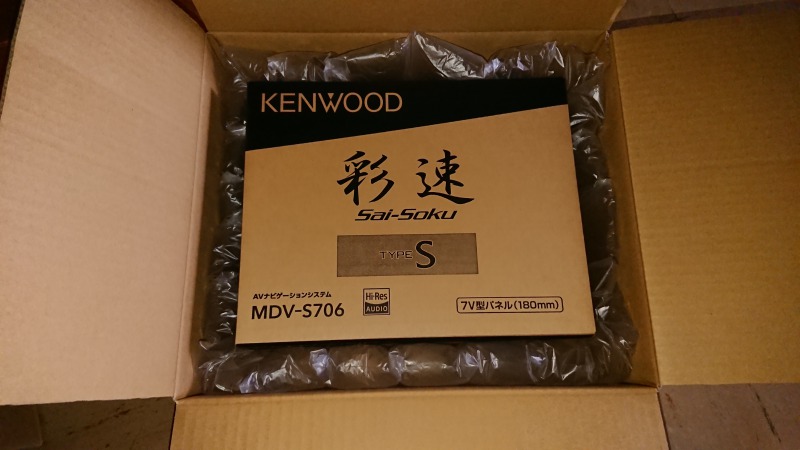 KENWOOD
彩速
Sai-Soku
TYPE S
AVナビゲーションシステム
MDV-S706
Hi-Res
AUDIO
7V型パネル(180mm)